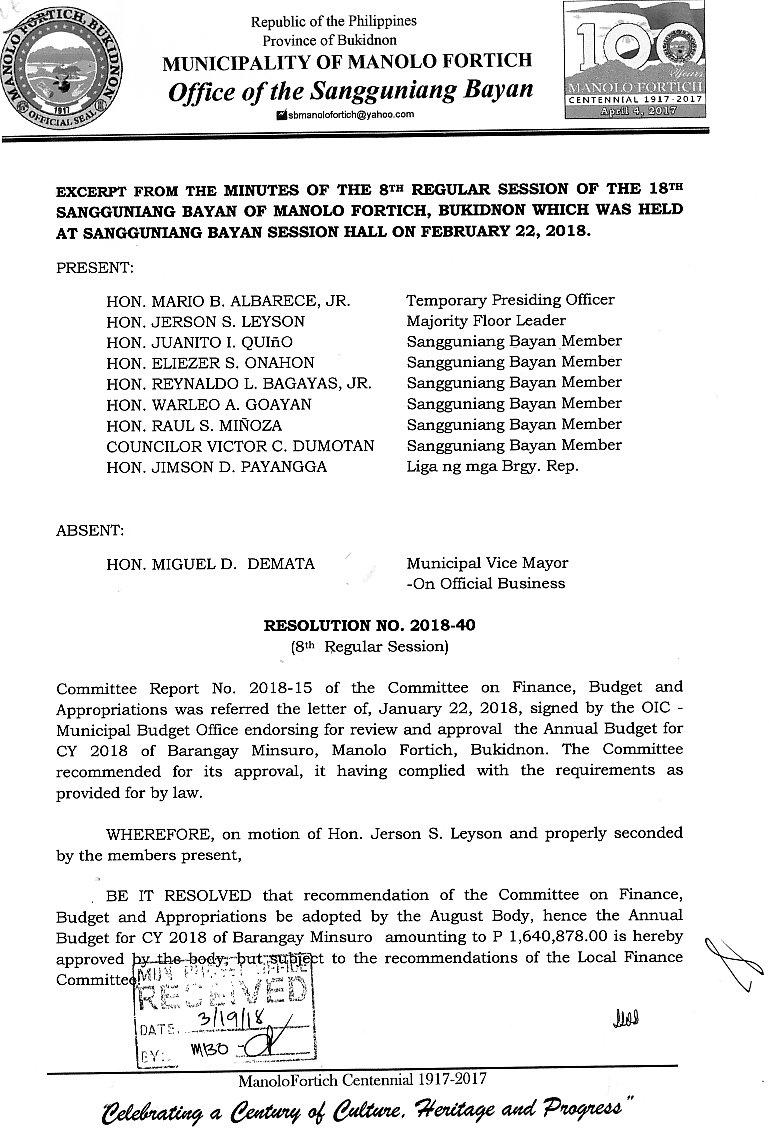 MANOLO FORTICH, BUKIDNON
1917
OFFICIAL SEAL
Republic of the Philippines
Province of Bukidnon
MUNICIPALITY OF MANOLO FORTICH
Office of the Sangguniang Bayan
sbmanolofortich@yahoo.com
100
Years
MANOLO FORTICH
CENTENNIAL 1917-2017
April 4, 2017
EXCERPT FROM THE MINUTES OF THE 8TH REGULAR SESSION OF THE 18TH
SANGGUNIANG BAYAN OF MANOLO FORTICH, BUKIDNON WHICH WAS HELD
AT SANGGUNIANG BAYAN SESSION HALL ON FEBRUARY 22, 2018.
PRESENT:
HON. MARIO B. ALBARECE, JR. Temporary Presiding Officer
HON. JERSON S. LEYSON Majority Floor Leader
HON. JUANITO I. QUIñO Sangguniang Bayan Member
HON. ELIEZER S. ONAHON Sangguniang Bayan Member
HON. REYNALDO L. BAGAYAS, JR. Sangguniang Bayan Member
HON. WARLEO A. GOAYAN Sangguniang Bayan Member
HON. RAUL S. MIÑOZA Sangguniang Bayan Member
COUNCILOR VICTOR C. DUMOTAN Sangguniang Bayan Member
HON. JIMSON D. PAYANGGA Liga ng mga Brgy. Rep.
ABSENT:
HON. MIGUEL D. DEMATA Municipal Vice Mayor
-On Official Business
RESOLUTION NO. 2018-40
(8th Regular Session)
Committee Report No. 2018-15 of the Committee on Finance, Budget and
Appropriations was referred the letter of, January 22, 2018, signed by the OIC -
Municipal Budget Office endorsing for review and approval the Annual Budget for
CY 2018 of Barangay Minsuro, Manolo Fortich, Bukidnon. The Committee
recommended for its approval, it having complied with the requirements as
provided for by law.
WHEREFORE, on motion of Hon. Jerson S. Leyson and properly seconded
by the members present,
BE IT RESOLVED that recommendation of the Committee on Finance,
Budget and Appropriations be adopted by the August Body, hence the Annual
Budget for CY 2018 of Barangay Minsuro amounting to P 1,640,878.00 is hereby
approved by the body, but subject to the recommendations of the Local Finance
Committee.
MUN BUDGET OFFICE
RECEIVED
DATE: 3/19/18
BY: MBO -
ManoloFortich Centennial 1917-2017
"Celebrating a Century of Culture, Heritage and Progress"